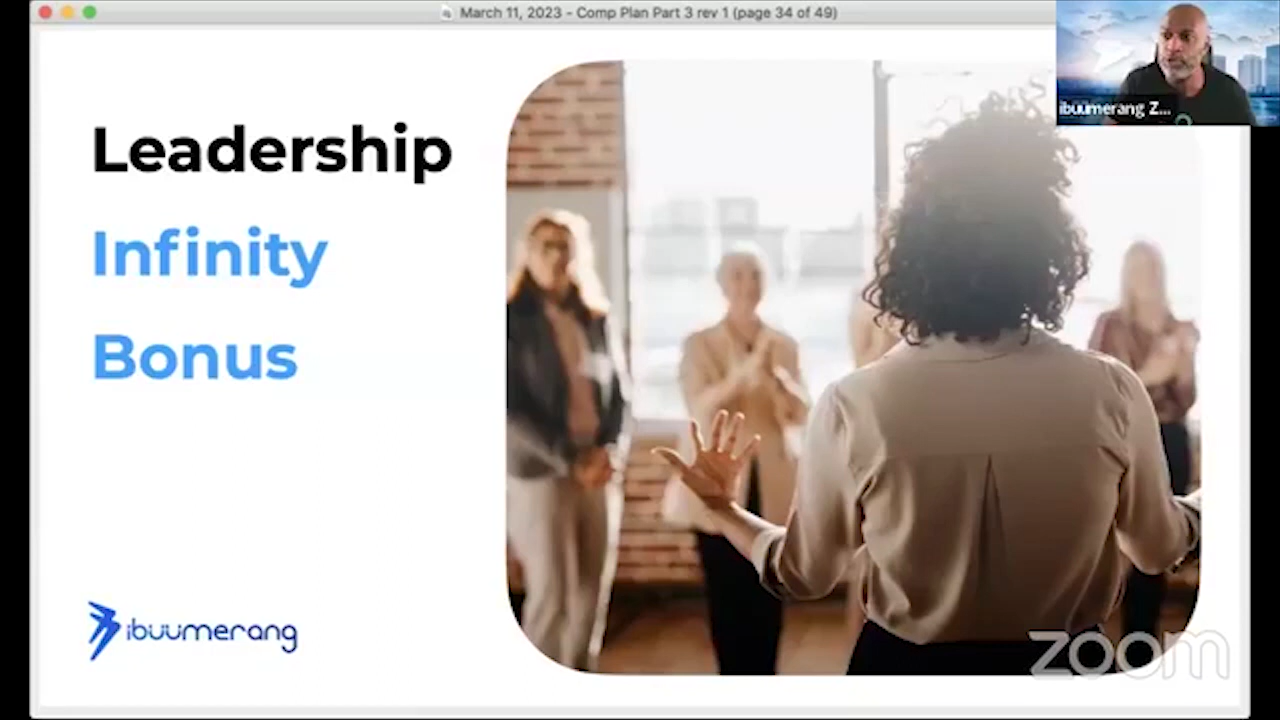 March 11, 2023 - Comp Plan Part 3 rev 1 (page 34 of 49)
ibuumerang Z...
Leadership
Infinity
Bonus
ibuumerang
zoom